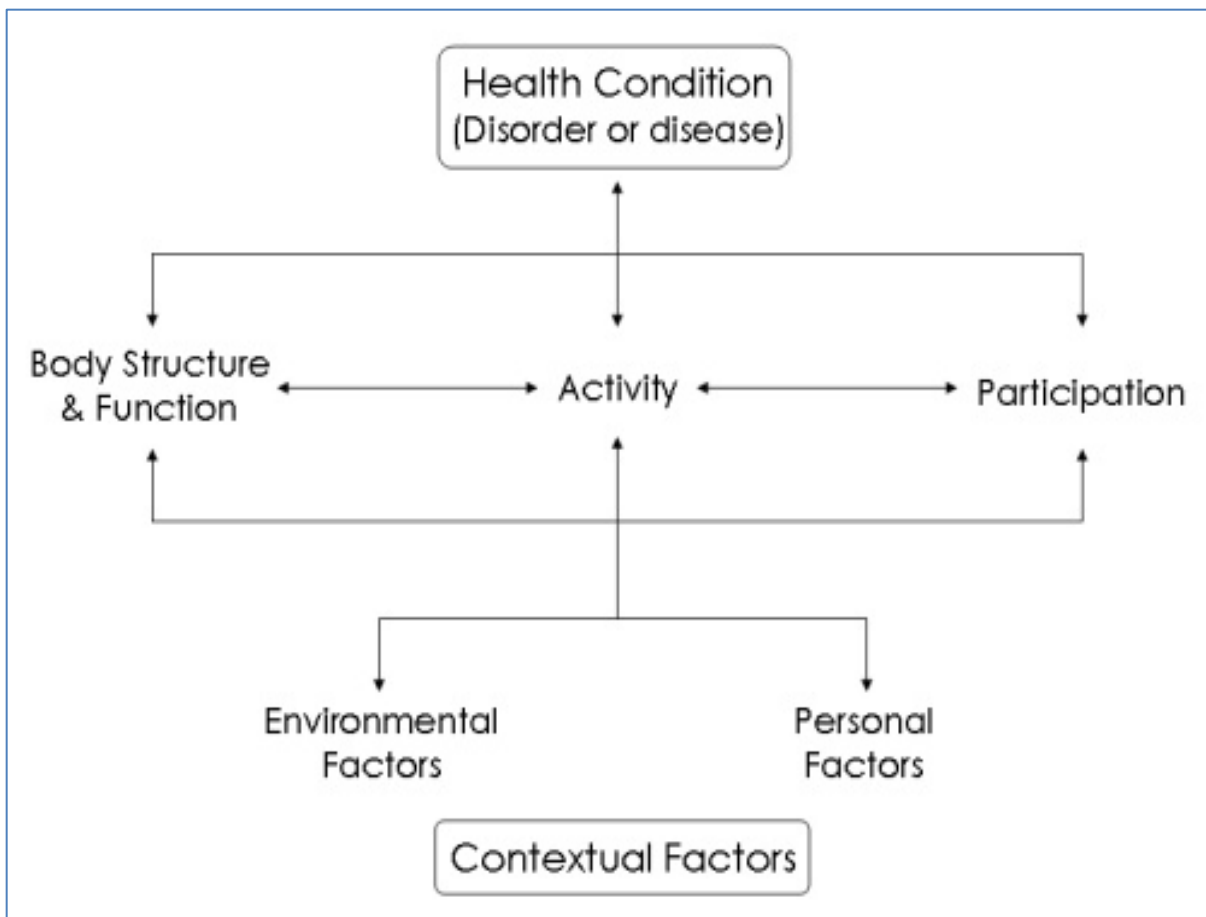 Health Condition
(Disorder or disease)
Body Structure
& Function
Activity
Participation
Environmental
Factors
Personal
Factors
Contextual Factors